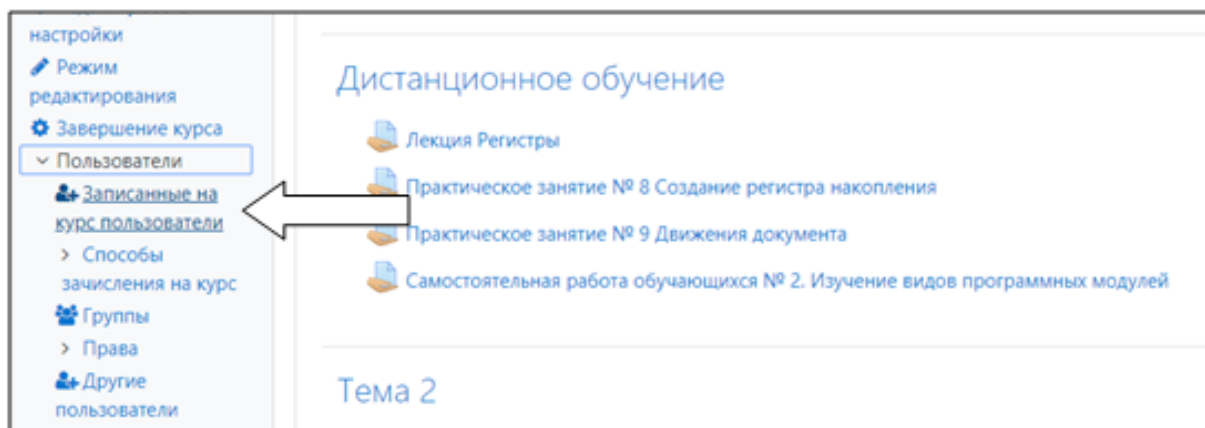 настройки
Режим
редактирования
Завершение курса
Пользователи
Записанные на
курс пользователи
Способы
зачисления на курс
Группы
Права
Другие
пользователи
Дистанционное обучение
Лекция Регистры
Практическое занятие № 8 Создание регистра накопления
Практическое занятие № 9 Движения документа
Самостоятельная работа обучающихся № 2. Изучение видов программных модулей
Тема 2